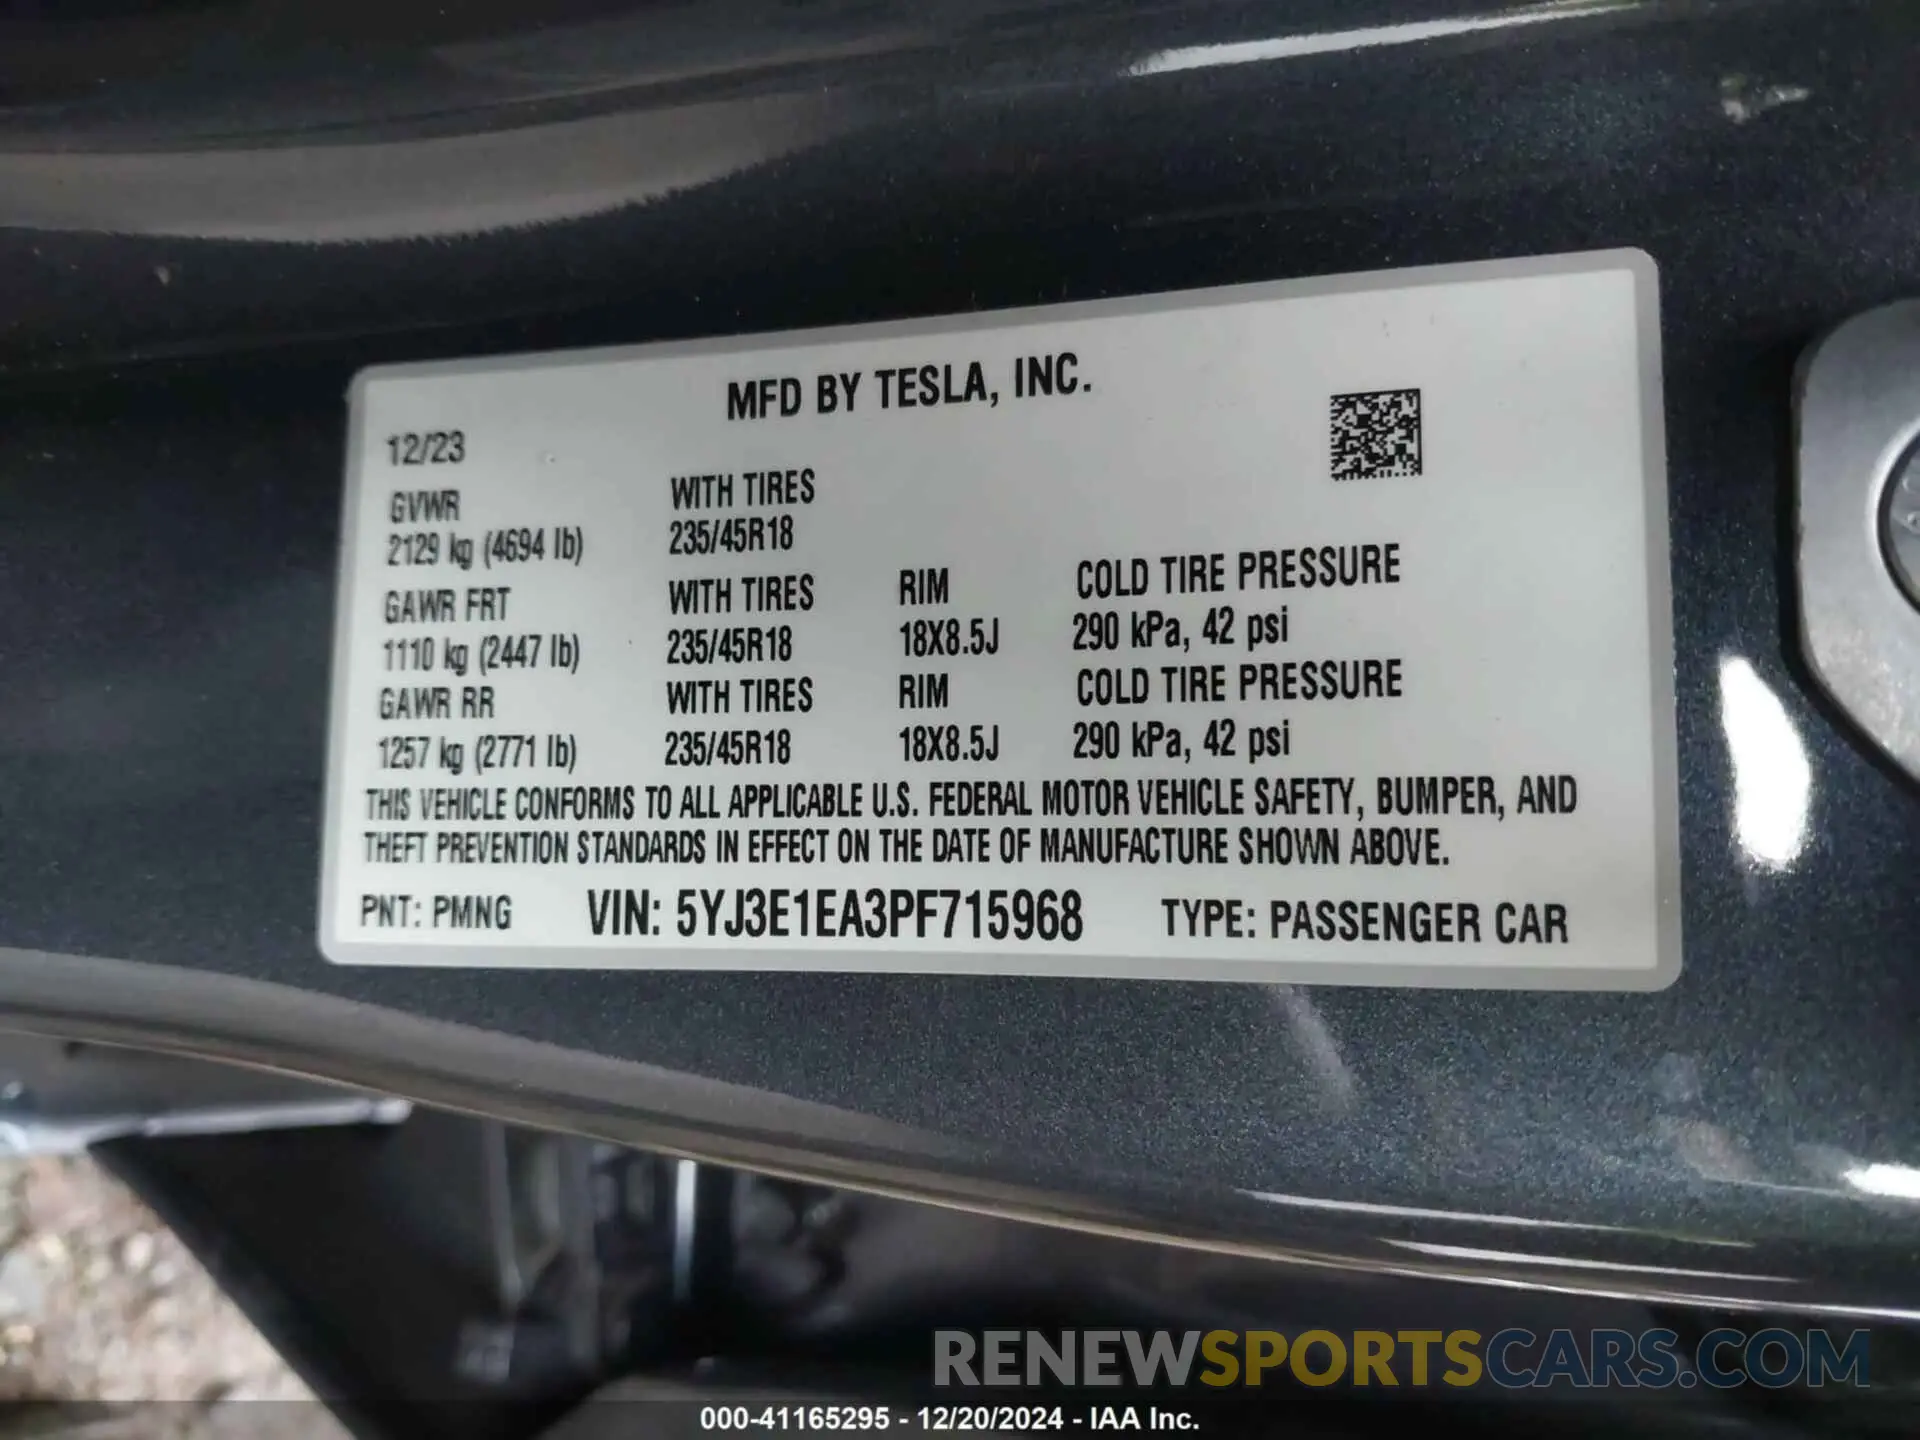 MFD BY TESLA, INC.
12/23
GVWR WITH TIRES
2129 kg (4694 lb) 235/45R18
GAWR FRT WITH TIRES RIM COLD TIRE PRESSURE
1110 kg (2447 lb) 235/45R18 18X8.5J 290 kPa, 42 psi
GAWR RR WITH TIRES RIM COLD TIRE PRESSURE
1257 kg (2771 lb) 235/45R18 18X8.5J 290 kPa, 42 psi
THIS VEHICLE CONFORMS TO ALL APPLICABLE U.S. FEDERAL MOTOR VEHICLE SAFETY, BUMPER, AND
THEFT PREVENTION STANDARDS IN EFFECT ON THE DATE OF MANUFACTURE SHOWN ABOVE.
PNT: PMNG VIN: 5YJ3E1EA3PF715968 TYPE: PASSENGER CAR
RENEWSPORTSCARS.COM
000-41165295 - 12/20/2024 - IAA Inc.